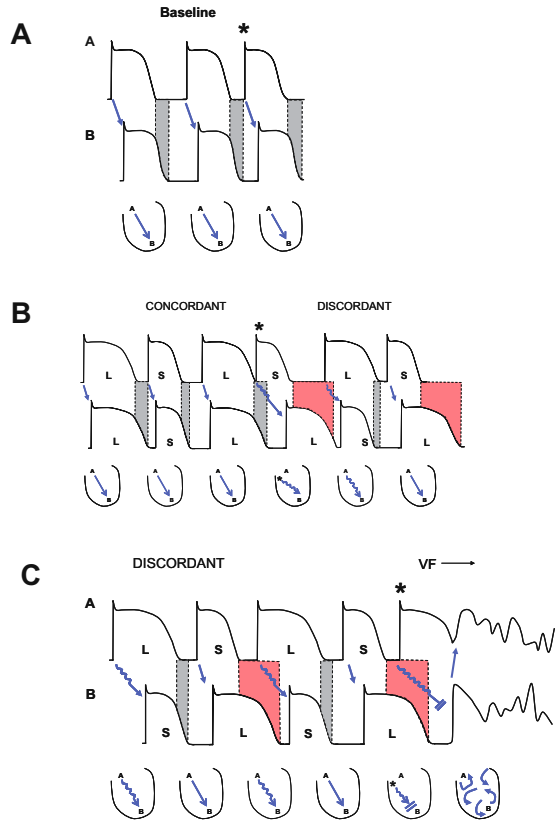 Baseline
A
A
*
B
A A A
B B B
B
CONCORDANT DISCORDANT
*
L S L S L S
L S L L S L
A A A A A A
*
B B B B B B
C
DISCORDANT VF
*
A
L S L S
B
S L S L
A A A A A A
*
B B B B B B